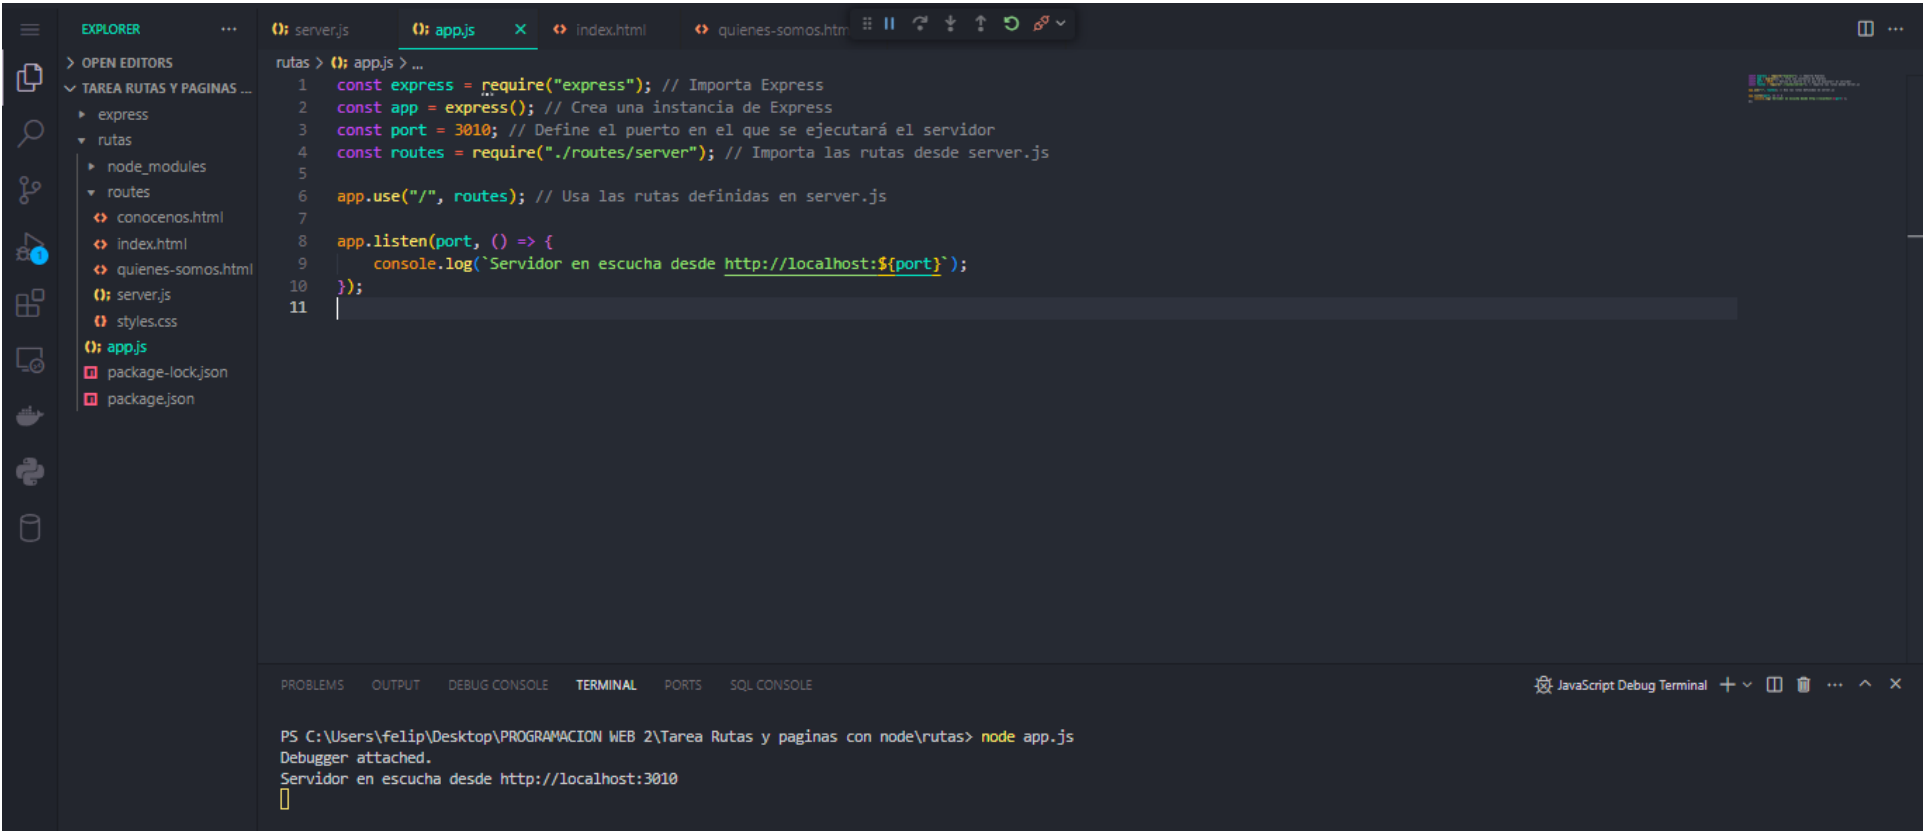 EXPLORER
server.js
app.js
index.html
quienes-somos.htm
OPEN EDITORS
TAREA RUTAS Y PAGINAS ...
express
rutas
node_modules
routes
conocenos.html
index.html
quienes-somos.html
server.js
styles.css
app.js
package-lock.json
package.json
1
rutas > app.js > ...
1 const express = require("express"); // Importa Express
2 const app = express(); // Crea una instancia de Express
3 const port = 3010; // Define el puerto en el que se ejecutará el servidor
4 const routes = require("./routes/server"); // Importa las rutas desde server.js
5
6 app.use("/", routes); // Usa las rutas definidas en server.js
7
8 app.listen(port, () => {
9 console.log(`Servidor en escucha desde http://localhost:${port}`);
10 });
11
PROBLEMS OUTPUT DEBUG CONSOLE TERMINAL PORTS SQL CONSOLE
JavaScript Debug Terminal
PS C:\Users\felip\Desktop\PROGRAMACION WEB 2\Tarea Rutas y paginas con node\rutas> node app.js
Debugger attached.
Servidor en escucha desde http://localhost:3010